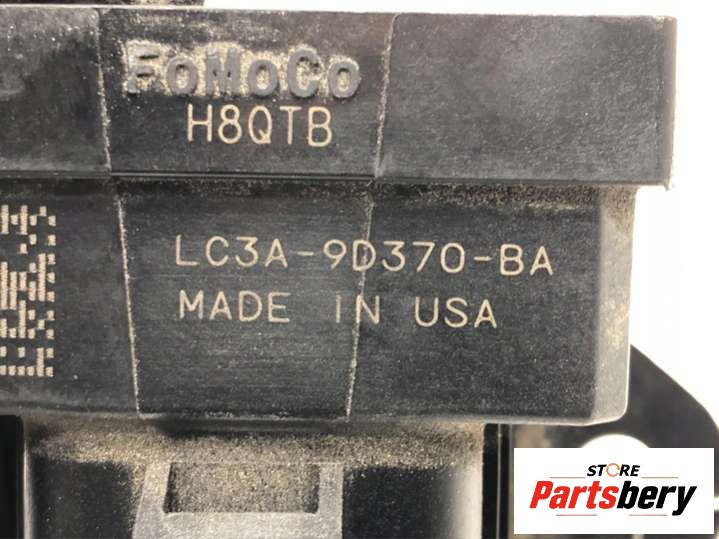 FoMoCo
H8QTB
LC3A-9D370-BA
MADE IN USA
STORE
Partsbery